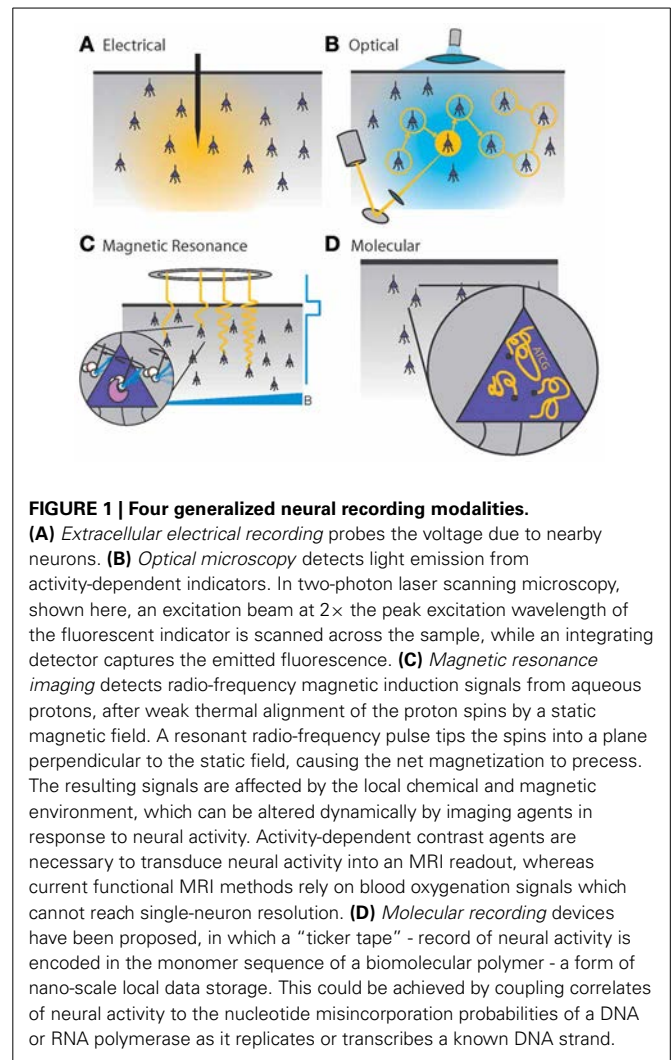 A Electrical
B Optical
C Magnetic Resonance
D Molecular
ATCG
B
FIGURE 1 | Four generalized neural recording modalities.
(A) Extracellular electrical recording probes the voltage due to nearby
neurons. (B) Optical microscopy detects light emission from
activity-dependent indicators. In two-photon laser scanning microscopy,
shown here, an excitation beam at 2× the peak excitation wavelength of
the fluorescent indicator is scanned across the sample, while an integrating
detector captures the emitted fluorescence. (C) Magnetic resonance
imaging detects radio-frequency magnetic induction signals from aqueous
protons, after weak thermal alignment of the proton spins by a static
magnetic field. A resonant radio-frequency pulse tips the spins into a plane
perpendicular to the static field, causing the net magnetization to precess.
The resulting signals are affected by the local chemical and magnetic
environment, which can be altered dynamically by imaging agents in
response to neural activity. Activity-dependent contrast agents are
necessary to transduce neural activity into an MRI readout, whereas
current functional MRI methods rely on blood oxygenation signals which
cannot reach single-neuron resolution. (D) Molecular recording devices
have been proposed, in which a “ticker tape” - record of neural activity is
encoded in the monomer sequence of a biomolecular polymer - a form of
nano-scale local data storage. This could be achieved by coupling correlates
of neural activity to the nucleotide misincorporation probabilities of a DNA
or RNA polymerase as it replicates or transcribes a known DNA strand.